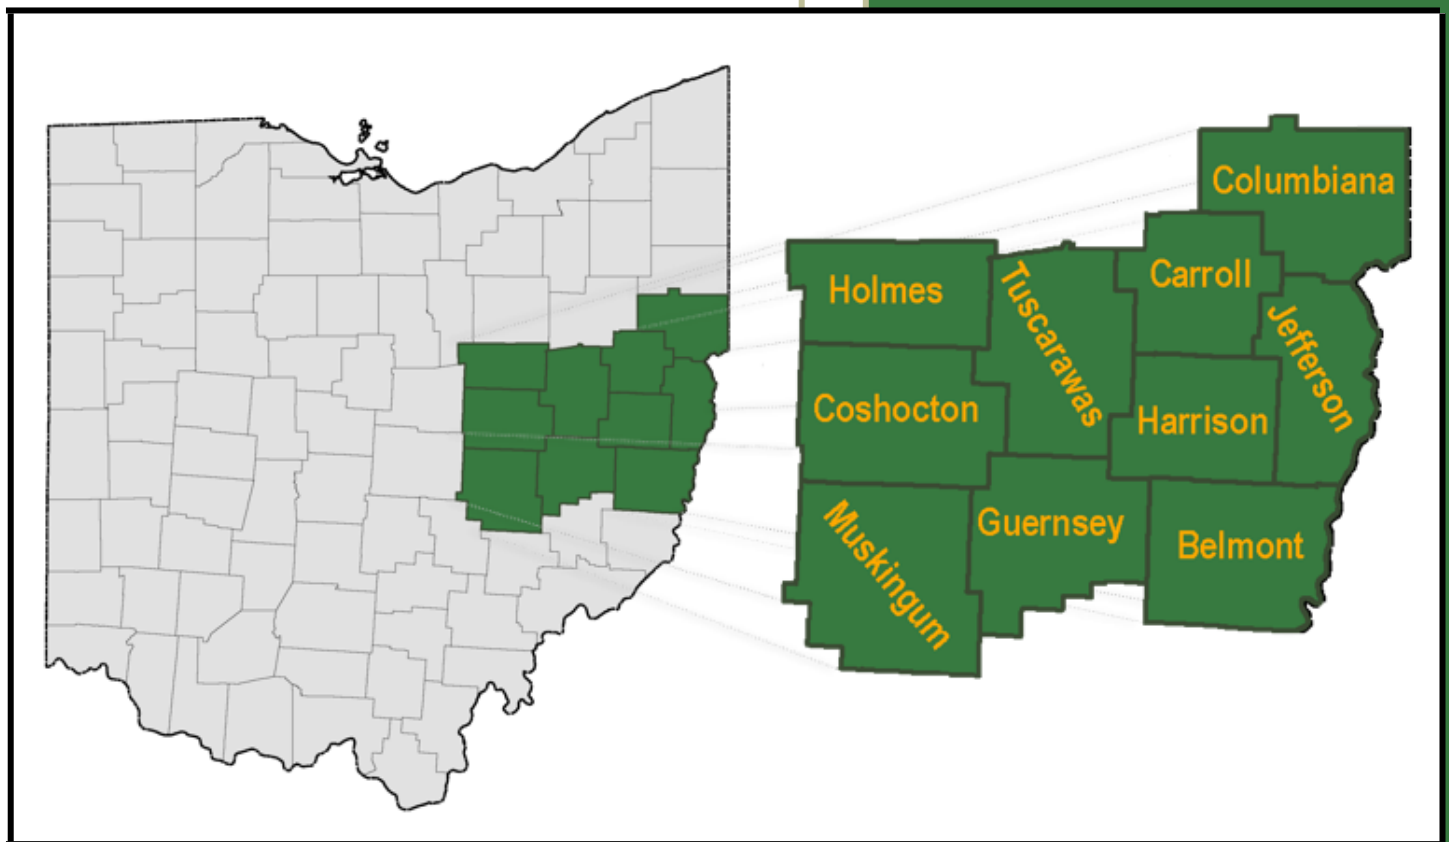 Columbiana
Holmes
Tuscarawas
Carroll
Jefferson
Coshocton
Harrison
Muskingum
Guernsey
Belmont